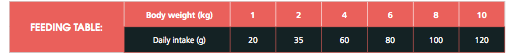 FEEDING TABLE:
Body weight (kg) 1 2 4 6 8 10
Daily intake (g) 20 35 60 80 100 120